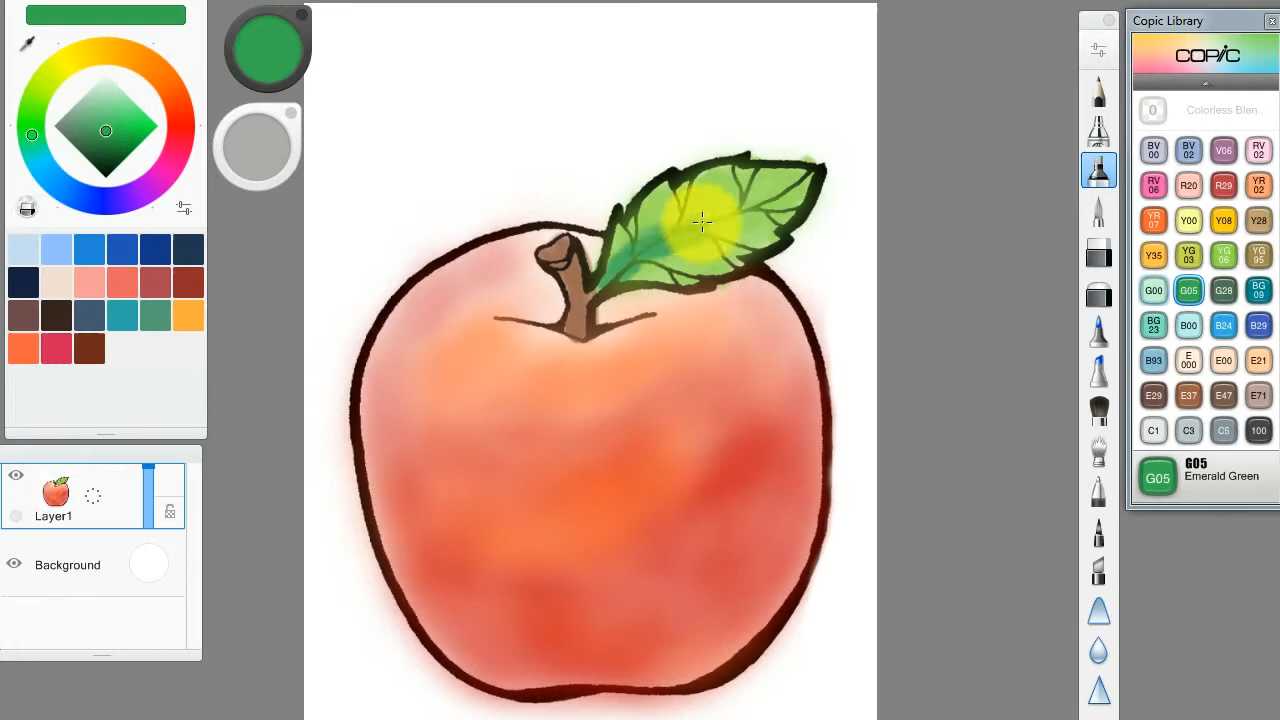 Copic Library
COPiC
0 Colorless Blen..
BV 00 BV 02 V06 RV 02
RV 06 R20 R29 YR 02
YR 07 Y00 Y08 Y28
Y35 YG 03 YG 06 YG 95
G00 G05 G28 BG 09
BG 23 B00 B24 B29
B93 E 000 E00 E21
E29 E37 E47 E71
C1 C3 C5 100
G05 G05
Emerald Green
Layer1
Background